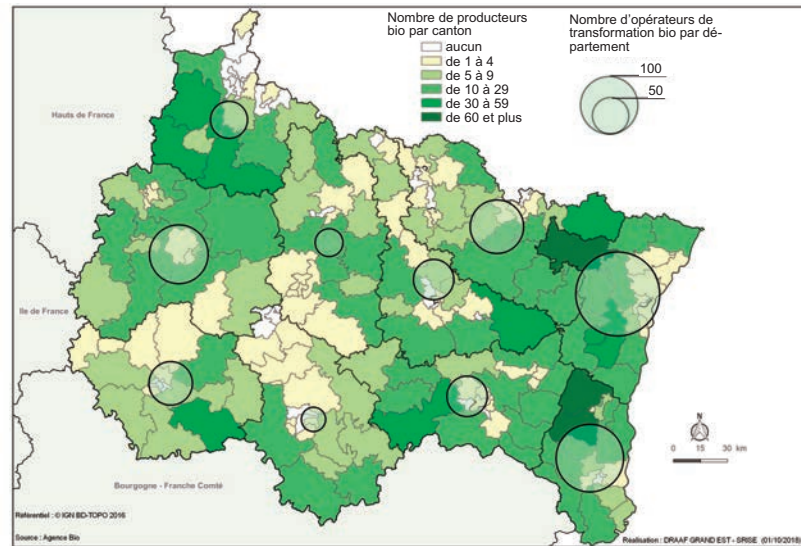 Nombre de producteurs
bio par canton
aucun
de 1 à 4
de 5 à 9
de 10 à 29
de 30 à 59
de 60 et plus
Nombre d'opérateurs de
transformation bio par dé-
partement
100
50
Hauts de France
Ile de France
Bourgogne - Franche Comté
N
0 15 30 km
Référentiel : © IGN BD-TOPO 2016
Source : Agence Bio
Réalisation : DRAAF GRAND EST - SRISE (01/10/2018)